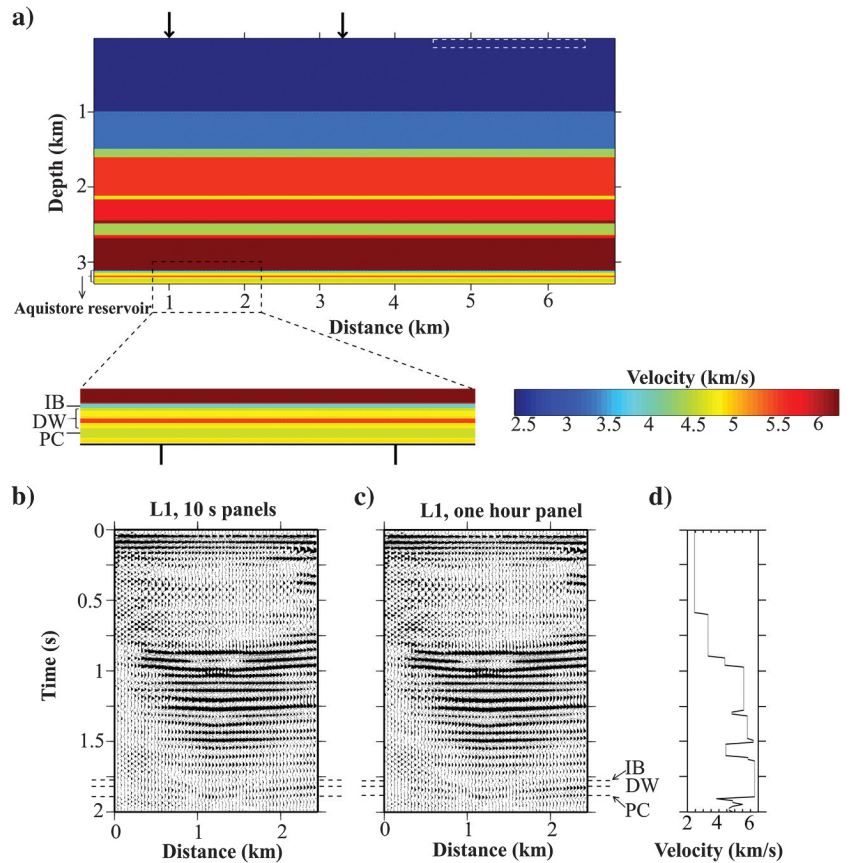 a)
1
2
3
Depth (km)
Aquistore reservoir
1 2 3 4 5 6
Distance (km)
IB
DW
PC
Velocity (km/s)
2.5 3 3.5 4 4.5 5 5.5 6
b)
L1, 10 s panels
c)
L1, one hour panel
d)
0
0.5
1
1.5
2
Time (s)
IB
DW
PC
0 1 2
Distance (km)
0 1 2
Distance (km)
2 4 6
Velocity (km/s)